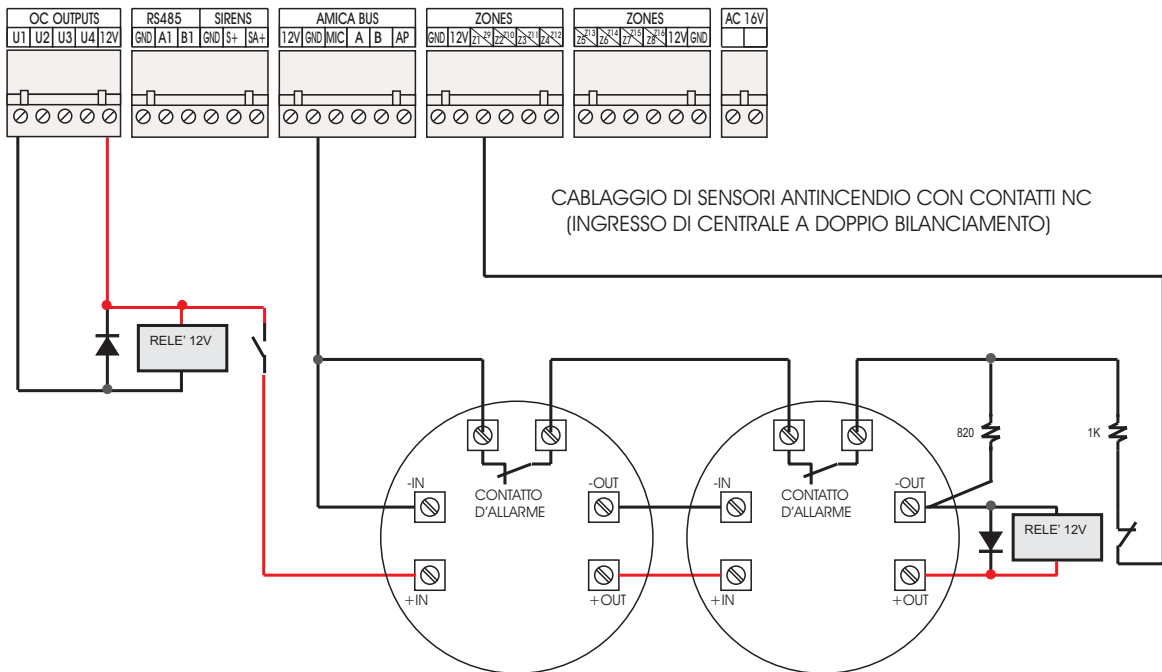 OC OUTPUTS
U1 U2 U3 U4 12V
RS485 SIRENS
GND A1 B1 GND S+ SA+
AMICA BUS
12V GND MIC A B AP
ZONES
GND 12V Z1 Z9 Z2 Z10 Z3 Z11 Z4 Z12
ZONES
Z5 Z13 Z6 Z14 Z7 Z15 Z8 Z16 12V GND
AC 16V
CABLAGGIO DI SENSORI ANTINCENDIO CON CONTATTI NC
(INGRESSO DI CENTRALE A DOPPIO BILANCIAMENTO)
RELE' 12V
820
1K
-IN
CONTATTO
D'ALLARME
-OUT
+IN
+OUT
-IN
CONTATTO
D'ALLARME
-OUT
+IN
+OUT
RELE' 12V